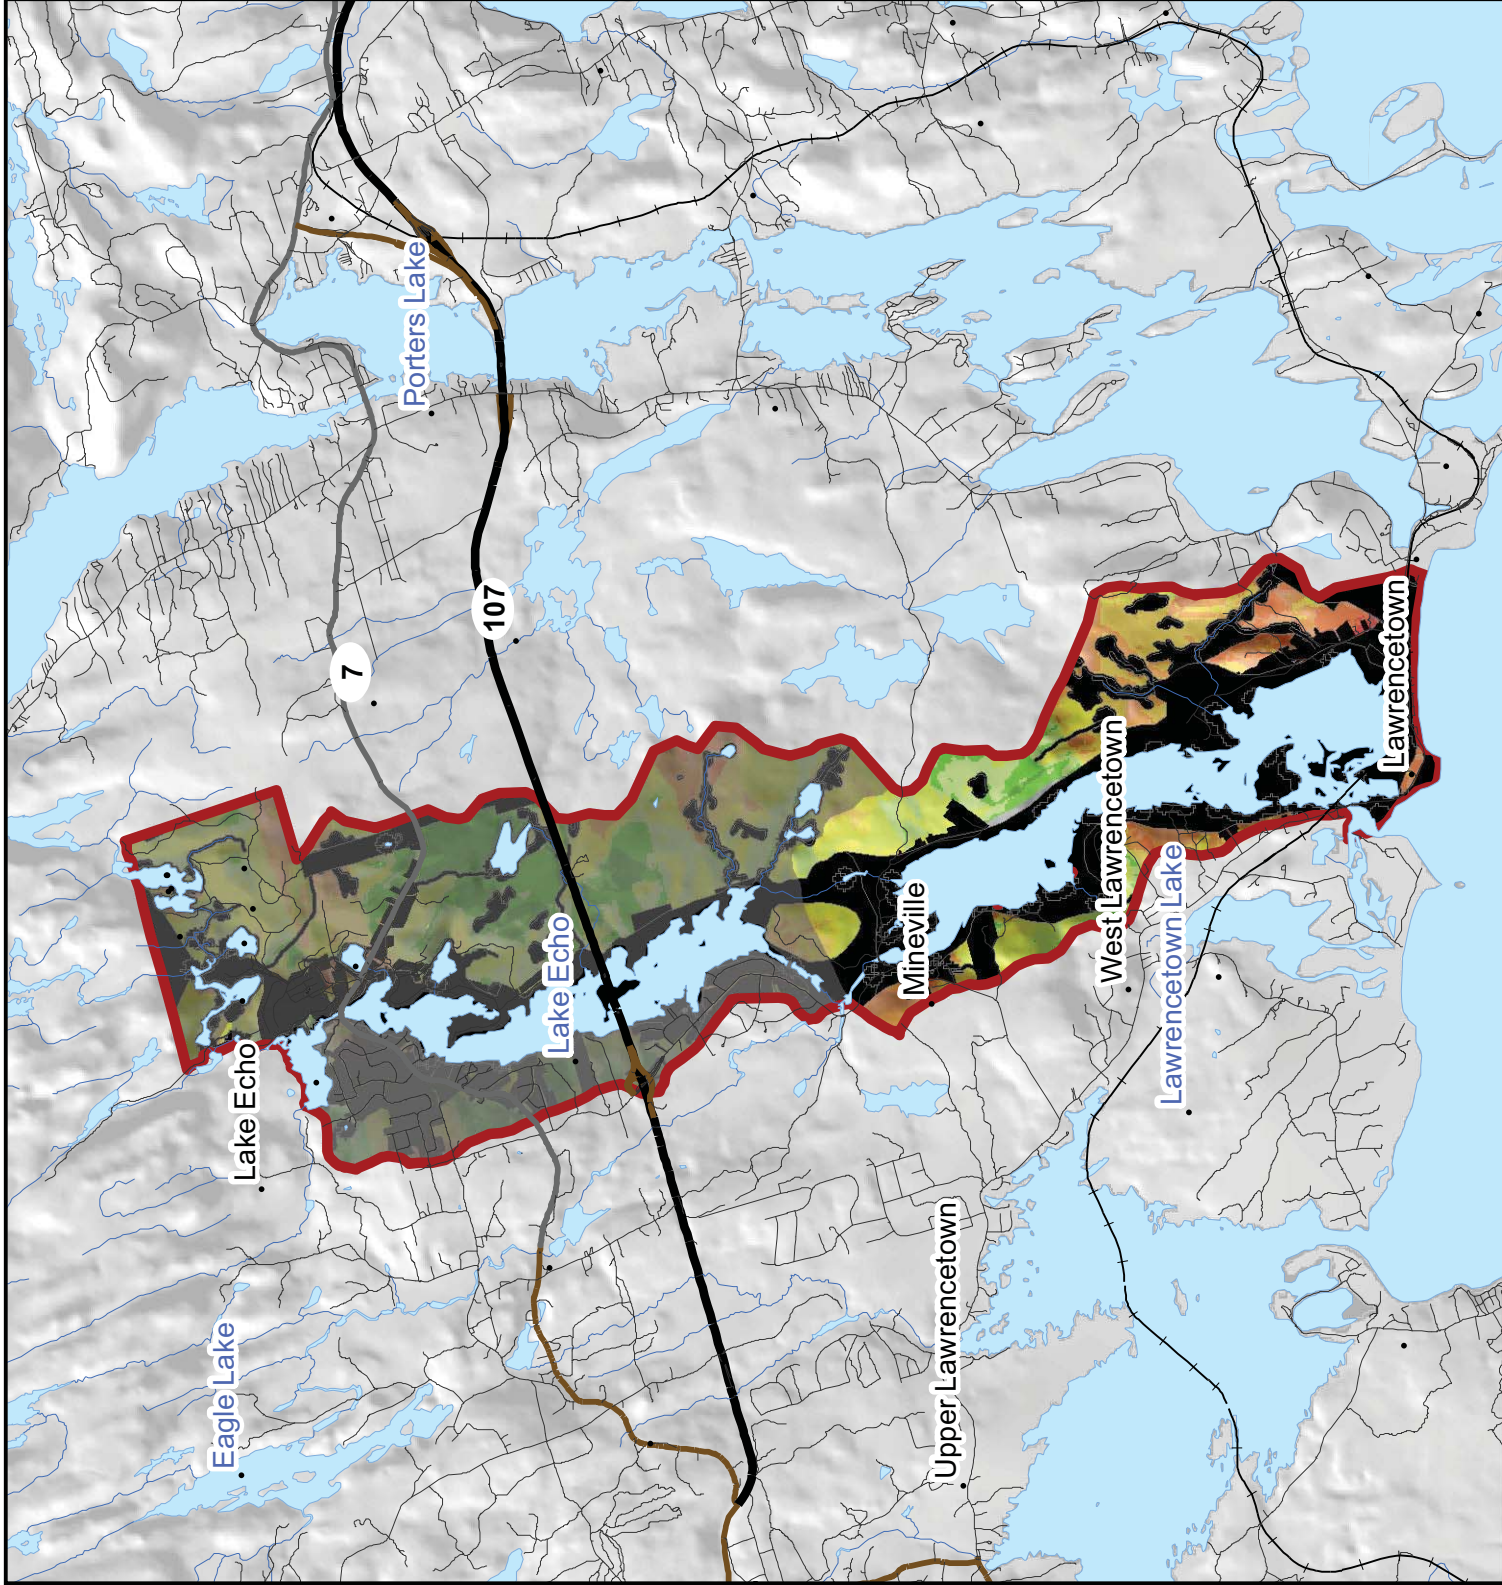 Eagle Lake
Lake Echo
7
Porters Lake
107
Lake Echo
Mineville
Upper Lawrencetown
West Lawrencetown
Lawrencetown Lake
Lawrencetown